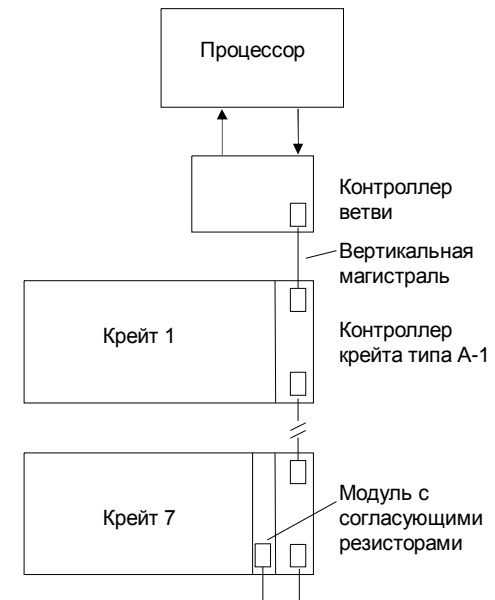 Процессор
Контроллер
ветви
Вертикальная
магистраль
Крейт 1
Контроллер
крейта типа А-1
Крейт 7
Модуль с
согласующими
резисторами